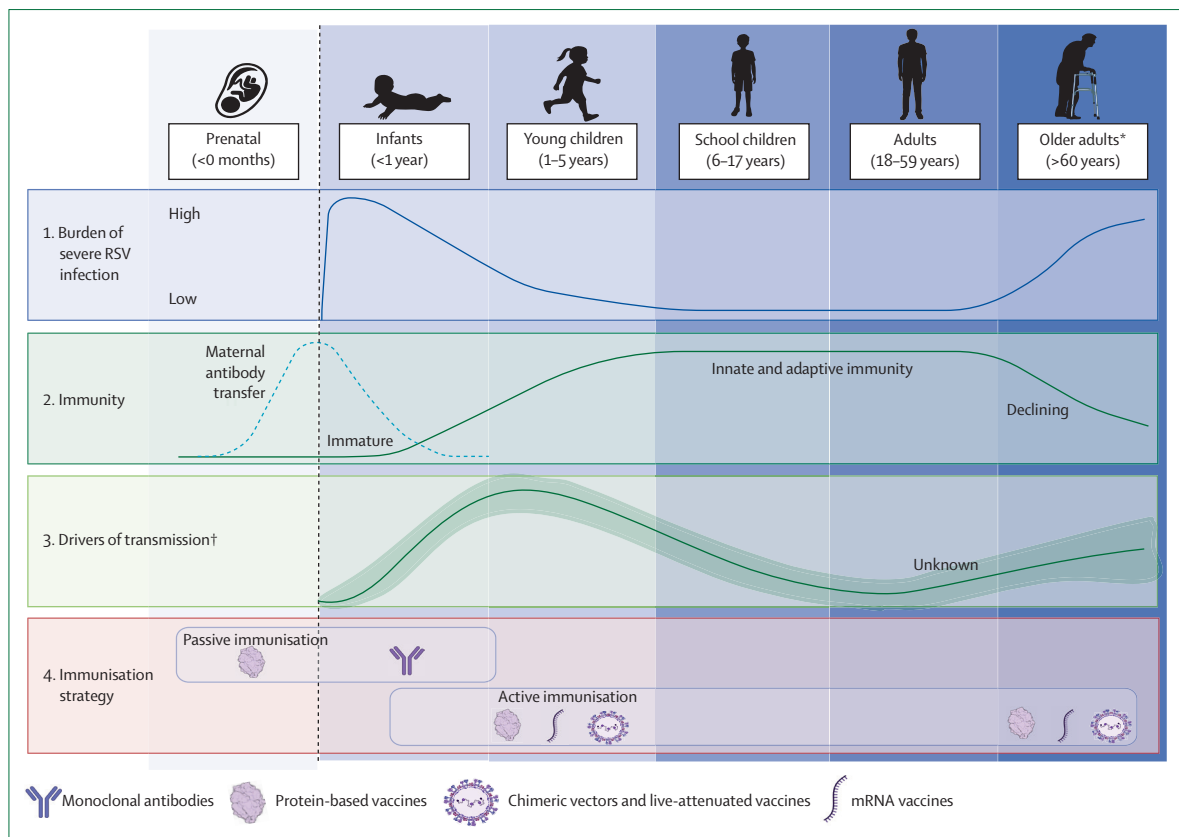 Prenatal
(<0 months)
Infants
(<1 year)
Young children
(1–5 years)
School children
(6–17 years)
Adults
(18–59 years)
Older adults*
(>60 years)
1. Burden of
severe RSV
infection
High
Low
2. Immunity
Maternal
antibody
transfer
Immature
Innate and adaptive immunity
Declining
3. Drivers of transmission†
Unknown
4. Immunisation
strategy
Passive immunisation
Active immunisation
Monoclonal antibodies
Protein-based vaccines
Chimeric vectors and live-attenuated vaccines
mRNA vaccines